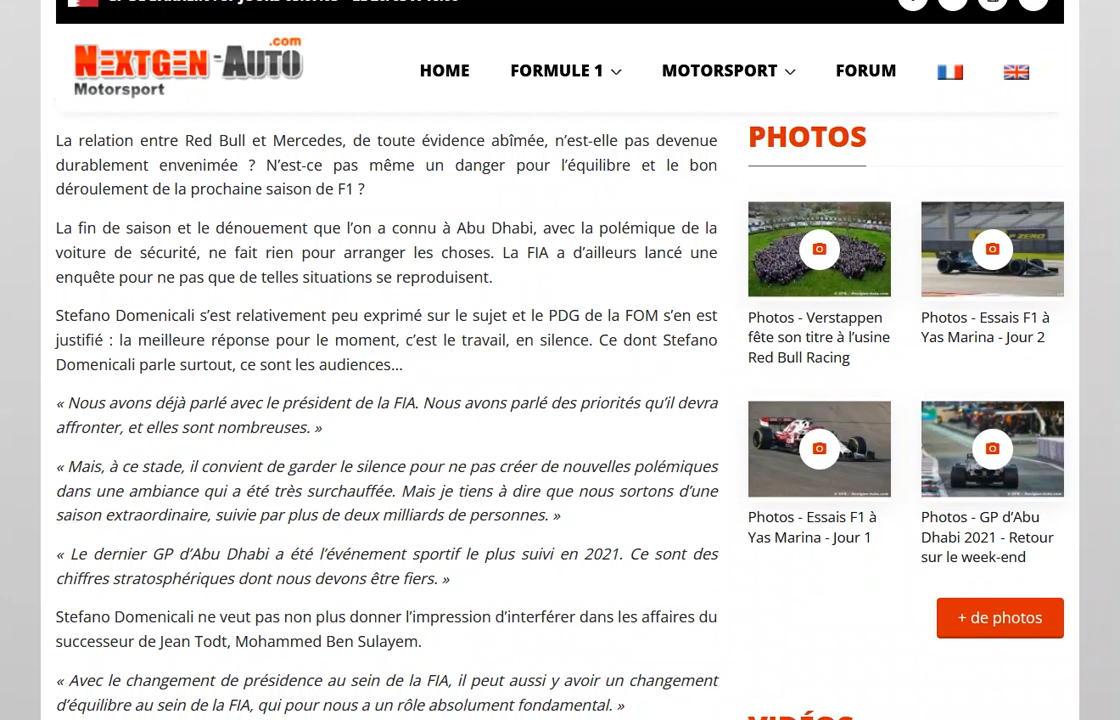 NEXTGEN-AUTO
.com
Motorsport
HOME
FORMULE 1
MOTORSPORT
FORUM
La relation entre Red Bull et Mercedes, de toute évidence abîmée, n’est-elle pas devenue
durablement envenimée ? N’est-ce pas même un danger pour l’équilibre et le bon
déroulement de la prochaine saison de F1 ?
La fin de saison et le dénouement que l’on a connu à Abu Dhabi, avec la polémique de la
voiture de sécurité, ne fait rien pour arranger les choses. La FIA a d’ailleurs lancé une
enquête pour ne pas que de telles situations se reproduisent.
Stefano Domenicali s’est relativement peu exprimé sur le sujet et le PDG de la FOM s’en est
justifié : la meilleure réponse pour le moment, c’est le travail, en silence. Ce dont Stefano
Domenicali parle surtout, ce sont les audiences…
« Nous avons déjà parlé avec le président de la FIA. Nous avons parlé des priorités qu’il devra
affronter, et elles sont nombreuses. »
« Mais, à ce stade, il convient de garder le silence pour ne pas créer de nouvelles polémiques
dans une ambiance qui a été très surchauffée. Mais je tiens à dire que nous sortons d’une
saison extraordinaire, suivie par plus de deux milliards de personnes. »
« Le dernier GP d’Abu Dhabi a été l’événement sportif le plus suivi en 2021. Ce sont des
chiffres stratosphériques dont nous devons être fiers. »
Stefano Domenicali ne veut pas non plus donner l’impression d’interférer dans les affaires du
successeur de Jean Todt, Mohammed Ben Sulayem.
« Avec le changement de présidence au sein de la FIA, il peut aussi y avoir un changement
d’équilibre au sein de la FIA, qui pour nous a un rôle absolument fondamental. »
PHOTOS
Photos - Verstappen
fête son titre à l’usine
Red Bull Racing
Photos - Essais F1 à
Yas Marina - Jour 2
Photos - Essais F1 à
Yas Marina - Jour 1
Photos - GP d’Abu
Dhabi 2021 - Retour
sur le week-end
+ de photos
VIDÉOS